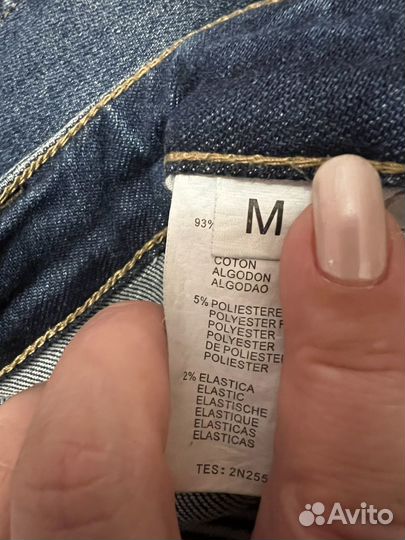 M
93%
COTON
ALGODON
ALGODAO
5% POLIESTERE
POLYESTER F
POLYESTER
POLYESTER
DE POLIESTER
POLIESTER
2% ELASTICA
ELASTIC
ELASTISCHE
ELASTIQUE
ELASTICAS
ELASTICAS
TES: 2N255
Avito